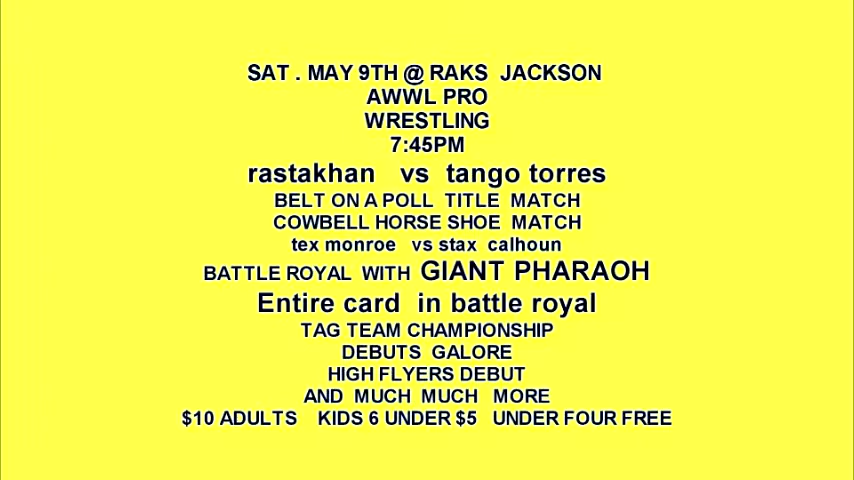 SAT . MAY 9TH @ RAKS JACKSON
AWWL PRO
WRESTLING
7:45PM
rastakhan vs tango torres
BELT ON A POLL TITLE MATCH
COWBELL HORSE SHOE MATCH
tex monroe vs stax calhoun
BATTLE ROYAL WITH GIANT PHARAOH
Entire card in battle royal
TAG TEAM CHAMPIONSHIP
DEBUTS GALORE
HIGH FLYERS DEBUT
AND MUCH MUCH MORE
$10 ADULTS KIDS 6 UNDER $5 UNDER FOUR FREE